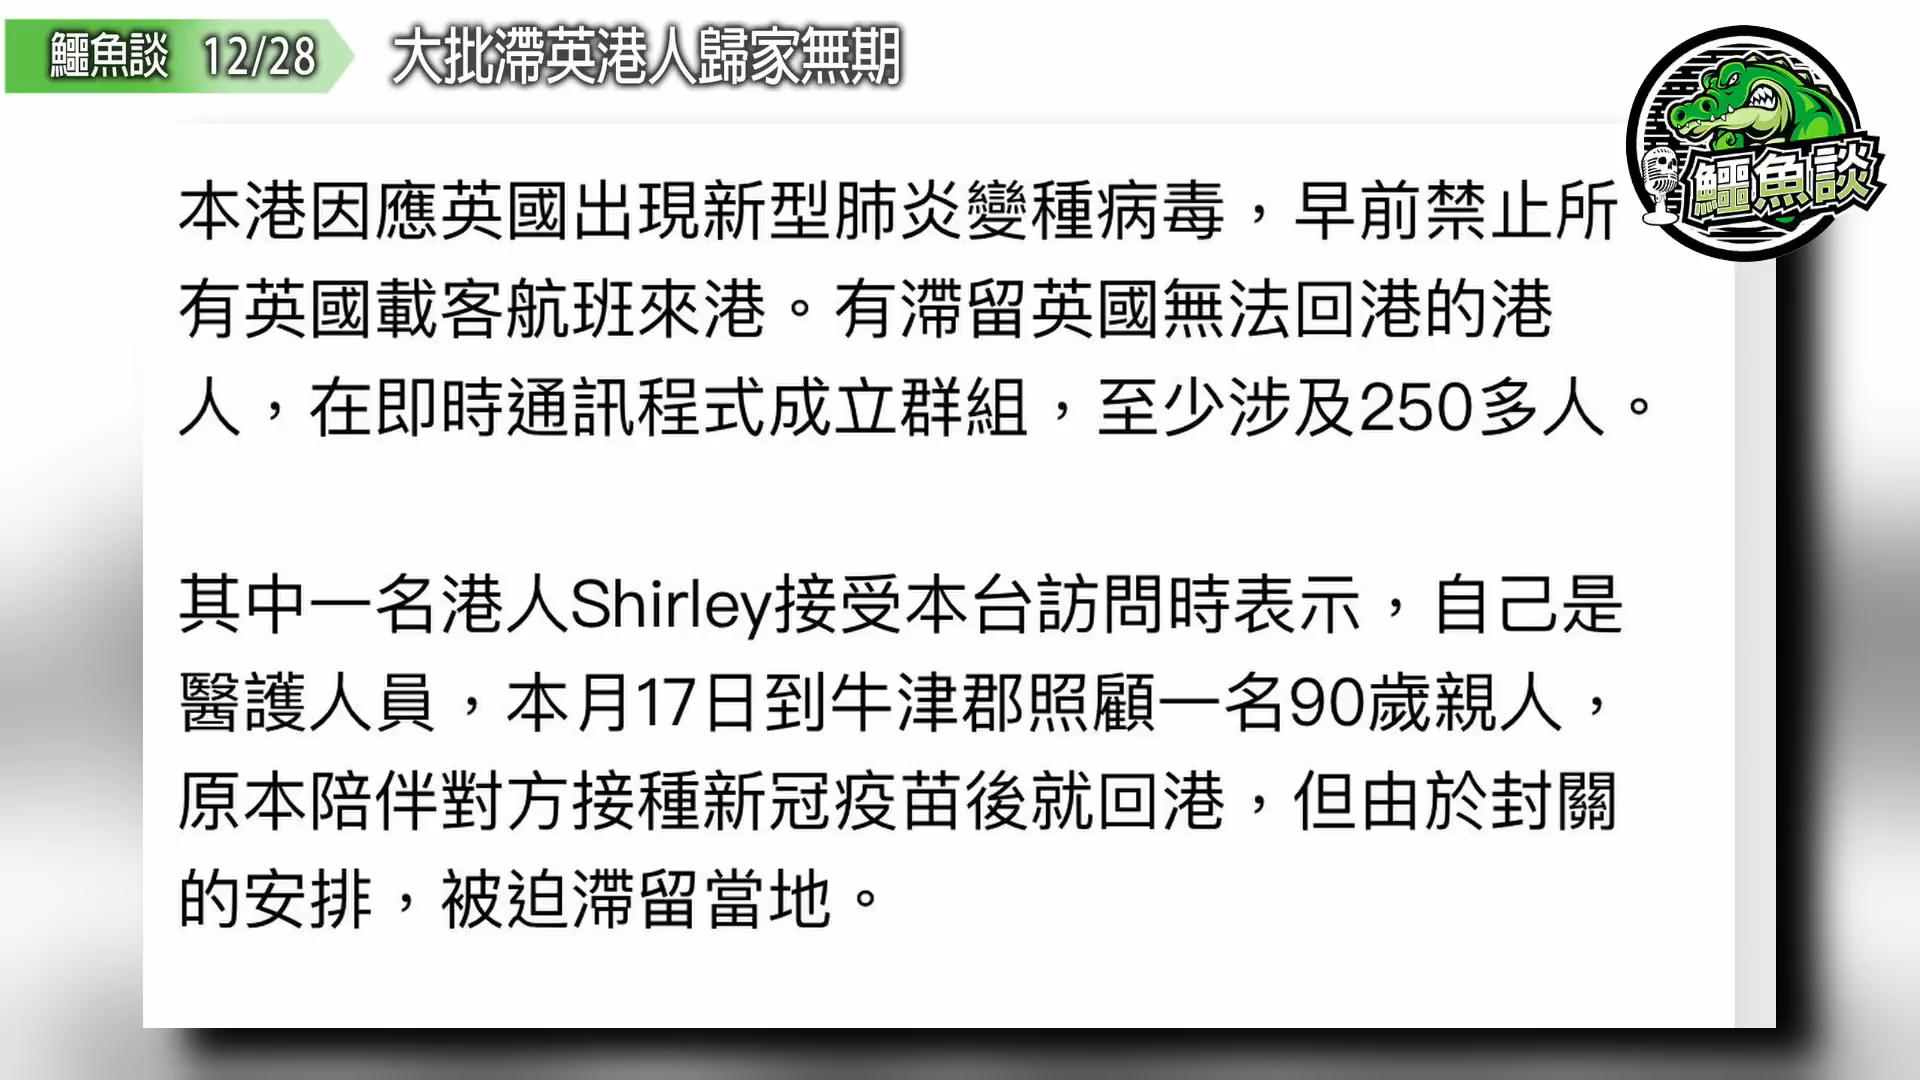 鱷魚談 12/28 大批滯英港人歸家無期
鱷魚談
本港因應英國出現新型肺炎變種病毒，早前禁止所
有英國載客航班來港。有滯留英國無法回港的港
人，在即時通訊程式成立群組，至少涉及250多人。
其中一名港人Shirley接受本台訪問時表示，自己是
醫護人員，本月17日到牛津郡照顧一名90歲親人，
原本陪伴對方接種新冠疫苗後就回港，但由於封關
的安排，被迫滯留當地。